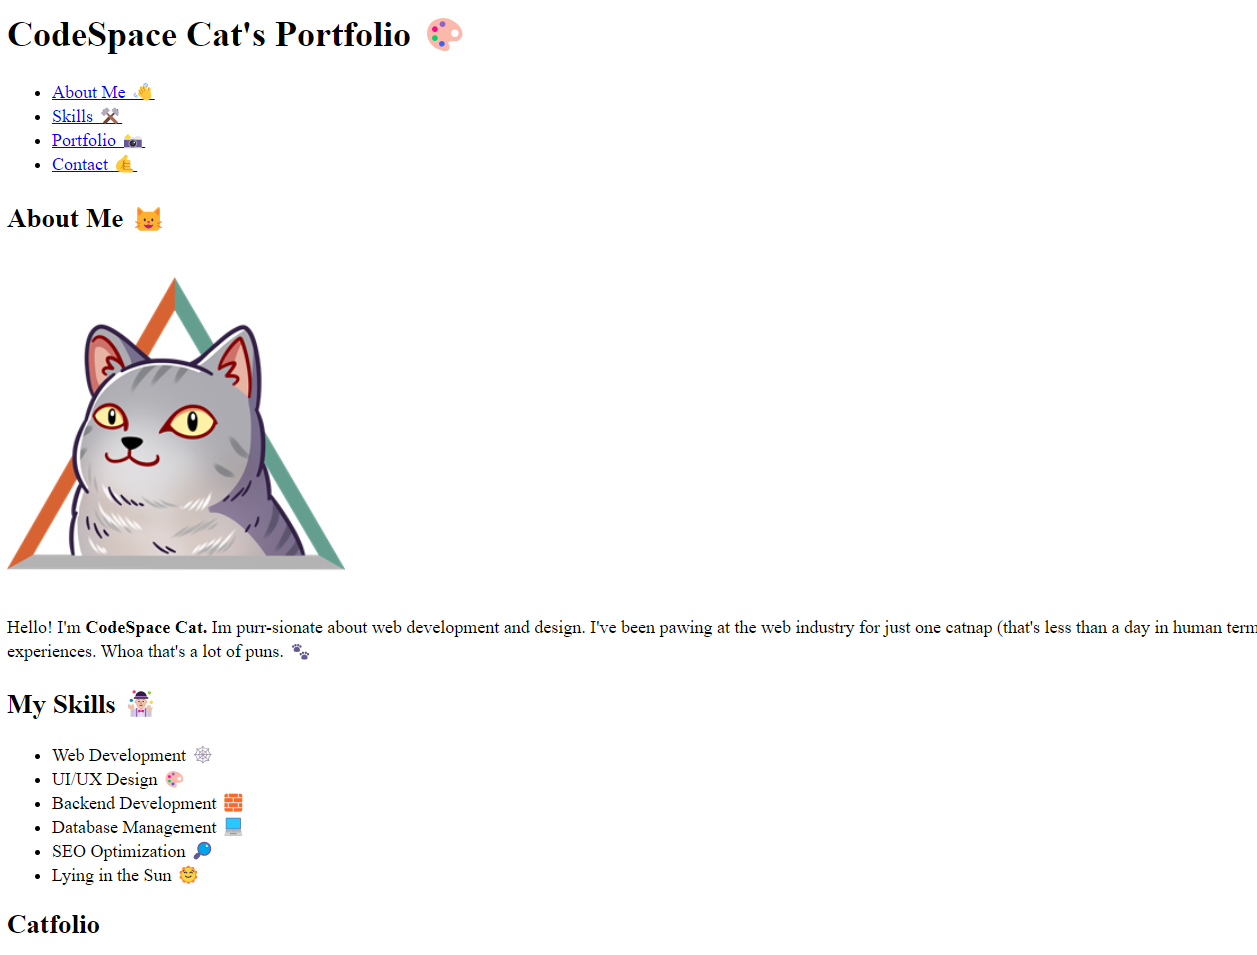 CodeSpace Cat's Portfolio 🎨
About Me 👋
Skills ⚒️
Portfolio 📸
Contact 🤙
About Me 😺
Hello! I'm CodeSpace Cat. Im purr-sionate about web development and design. I've been pawing at the web industry for just one catnap (that's less than a day in human
experiences. Whoa that's a lot of puns. 🐾
My Skills 🤹
Web Development 🕸️
UI/UX Design 🎨
Backend Development 🧱
Database Management 💻
SEO Optimization 🔎
Lying in the Sun 🌞
Catfolio